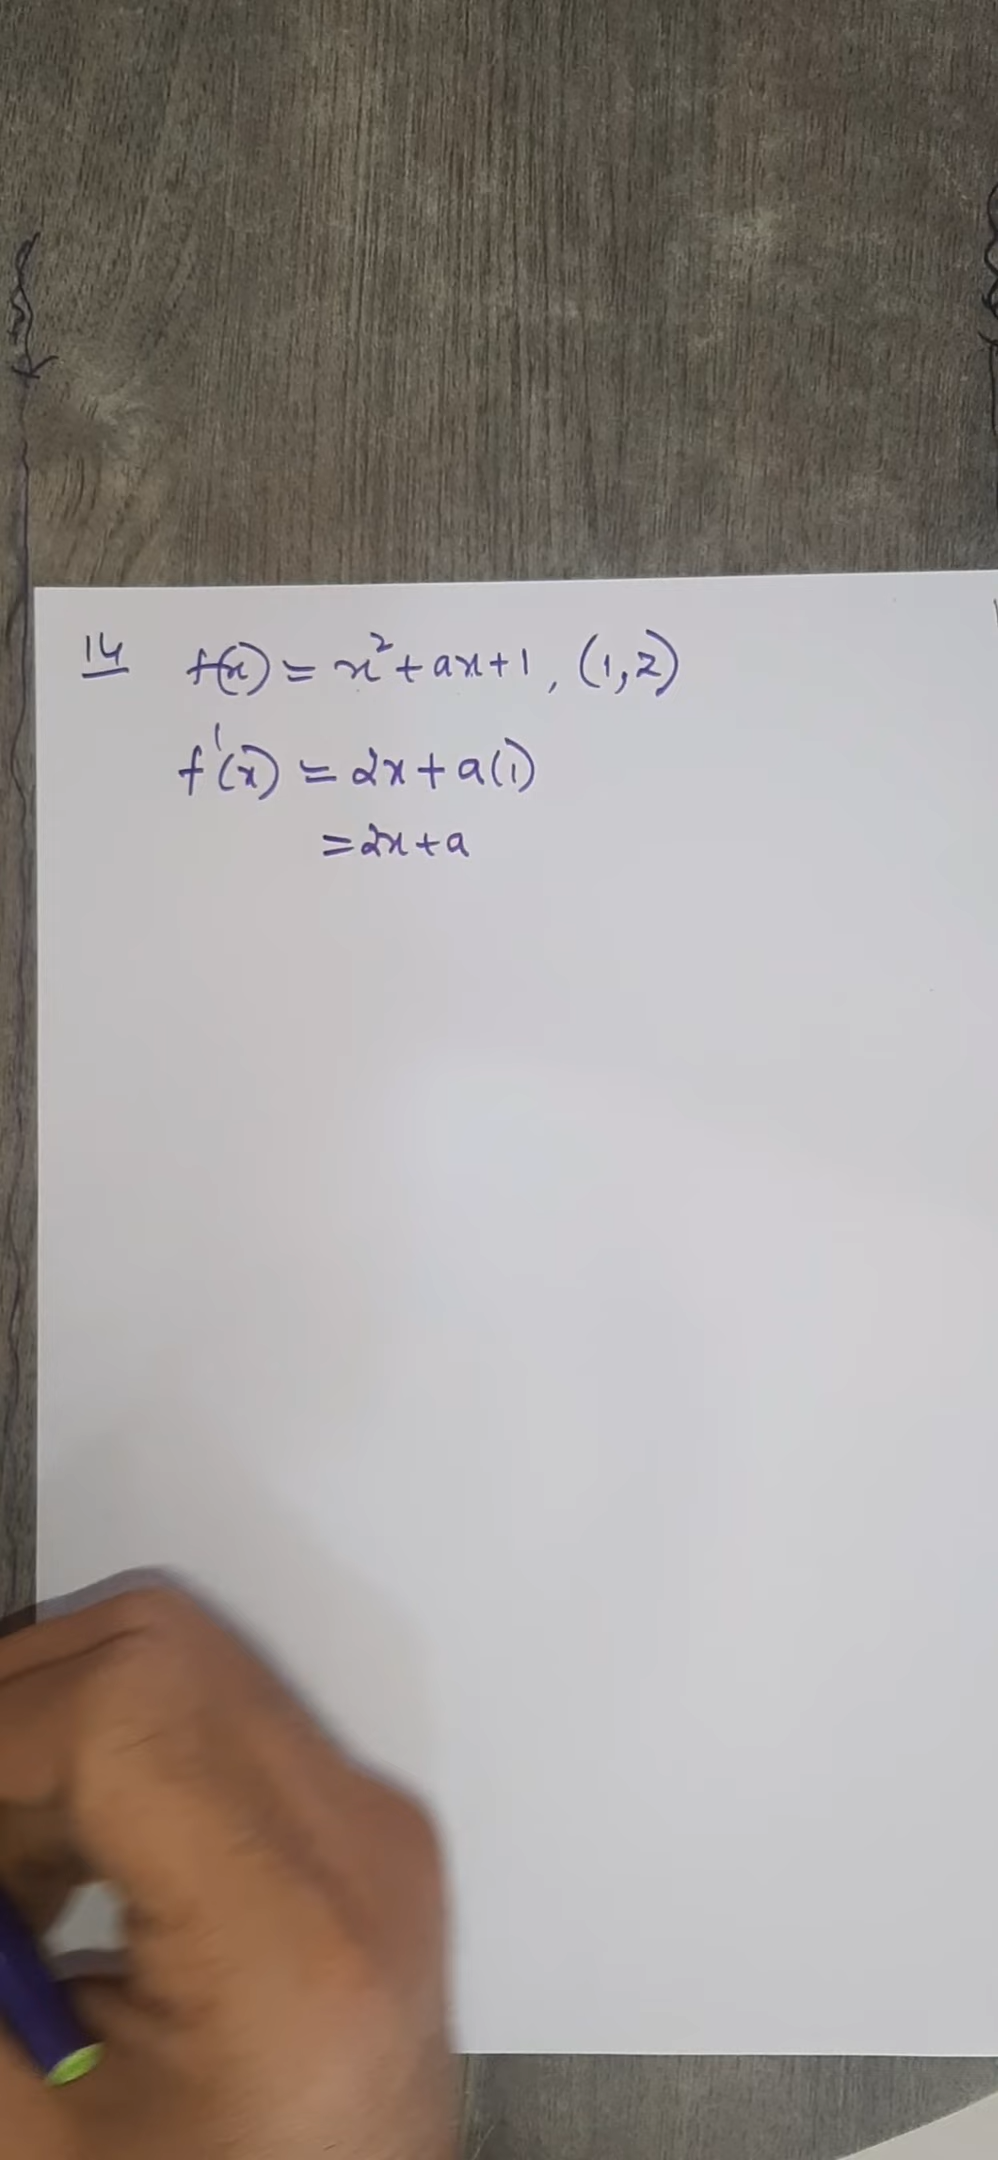 14 f(x) = x² + ax + 1, (1,2)
f'(x) = 2x + a(1)
= 2x + a